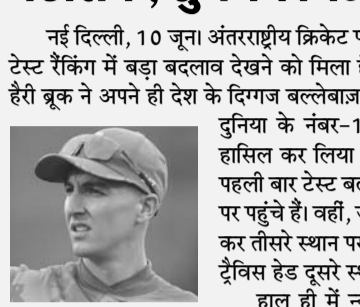 नई दिल्ली, 10 जून। अंतरराष्ट्रीय क्रिकेट
टेस्ट रैंकिंग में बड़ा बदलाव देखने को मिला
हैरी ब्रूक ने अपने ही देश के दिग्गज बल्लेबाज
दुनिया के नंबर-1
हासिल कर लिया
पहली बार टेस्ट
पर पहुंचे हैं। वहीं,
कर तीसरे स्थान
ट्रैविस हेड दूसरे
हाल ही में